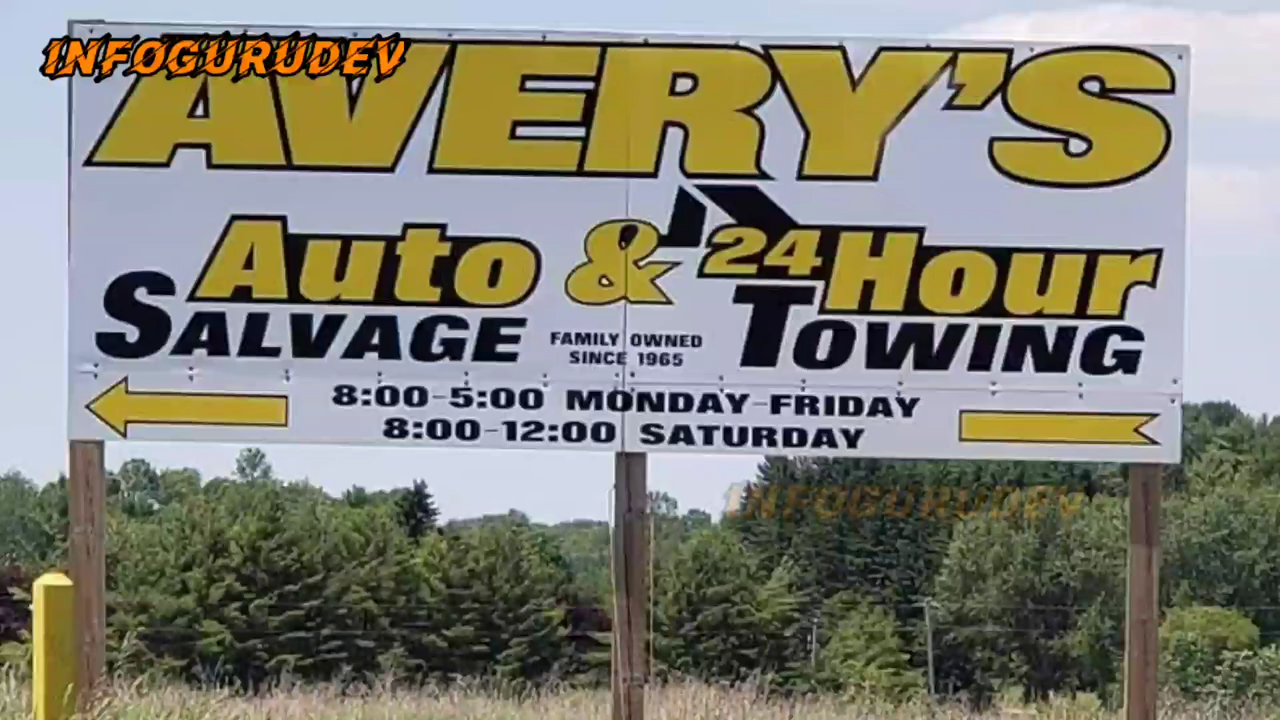 INFOGURUDEV
AVERY'S
Auto & 24 Hour
SALVAGE TOWING
FAMILY OWNED
SINCE 1965
8:00-5:00 MONDAY-FRIDAY
8:00-12:00 SATURDAY
INFOGURUDEV